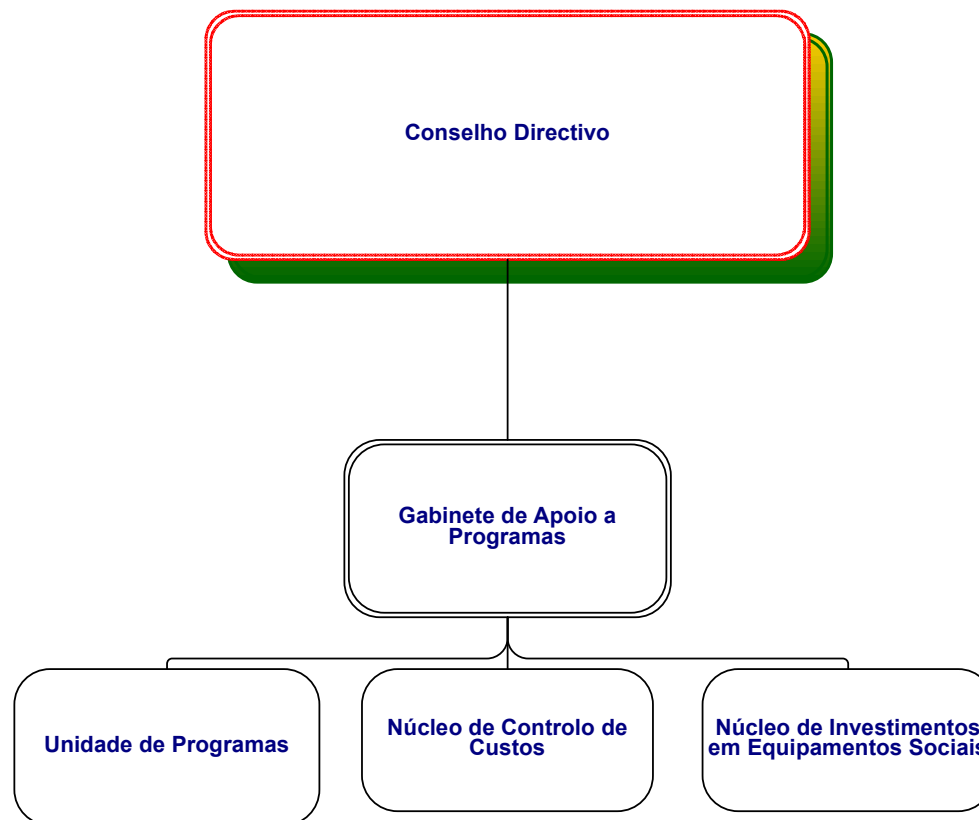 Conselho Directivo
Gabinete de Apoio a
Programas
Unidade de Programas
Núcleo de Controlo de
Custos
Núcleo de Investimentos
em Equipamentos Sociais